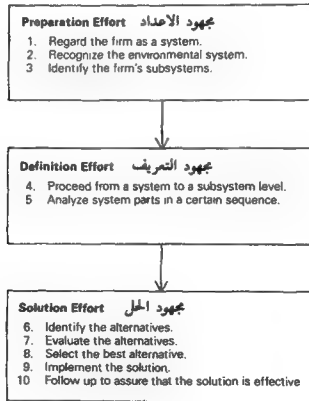 Preparation Effort مجهود الاعداد
1. Regard the firm as a system.
2. Recognize the environmental system.
3 Identify the firm's subsystems.
Definition Effort مجهود التعريف
4. Proceed from a system to a subsystem level.
5 Analyze system parts in a certain sequence.
Solution Effort مجهود الحل
6. Identify the alternatives.
7. Evaluate the alternatives.
8. Select the best alternative.
9. Implement the solution.
10 Follow up to assure that the solution is effective